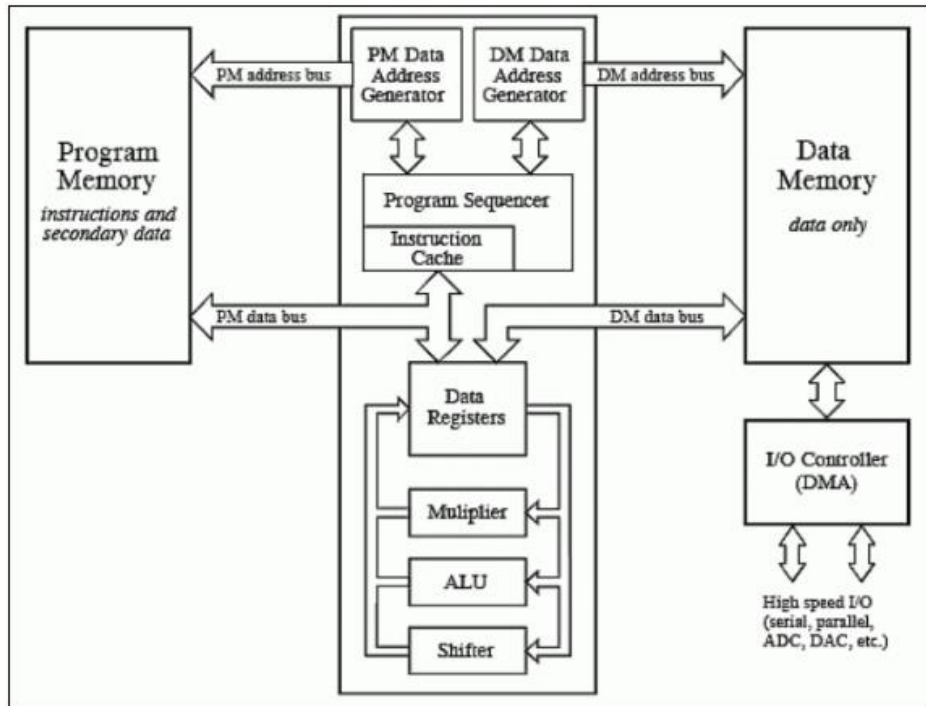 PM Data
Address
Generator
DM Data
Address
Generator
PM address bus
DM address bus
Program
Memory
instructions and
secondary data
Data
Memory
data only
Program Sequencer
Instruction
Cache
PM data bus
DM data bus
Data
Registers
I/O Controller
(DMA)
Muliplier
ALU
Shifter
High speed I/O
(serial, parallel,
ADC, DAC, etc.)